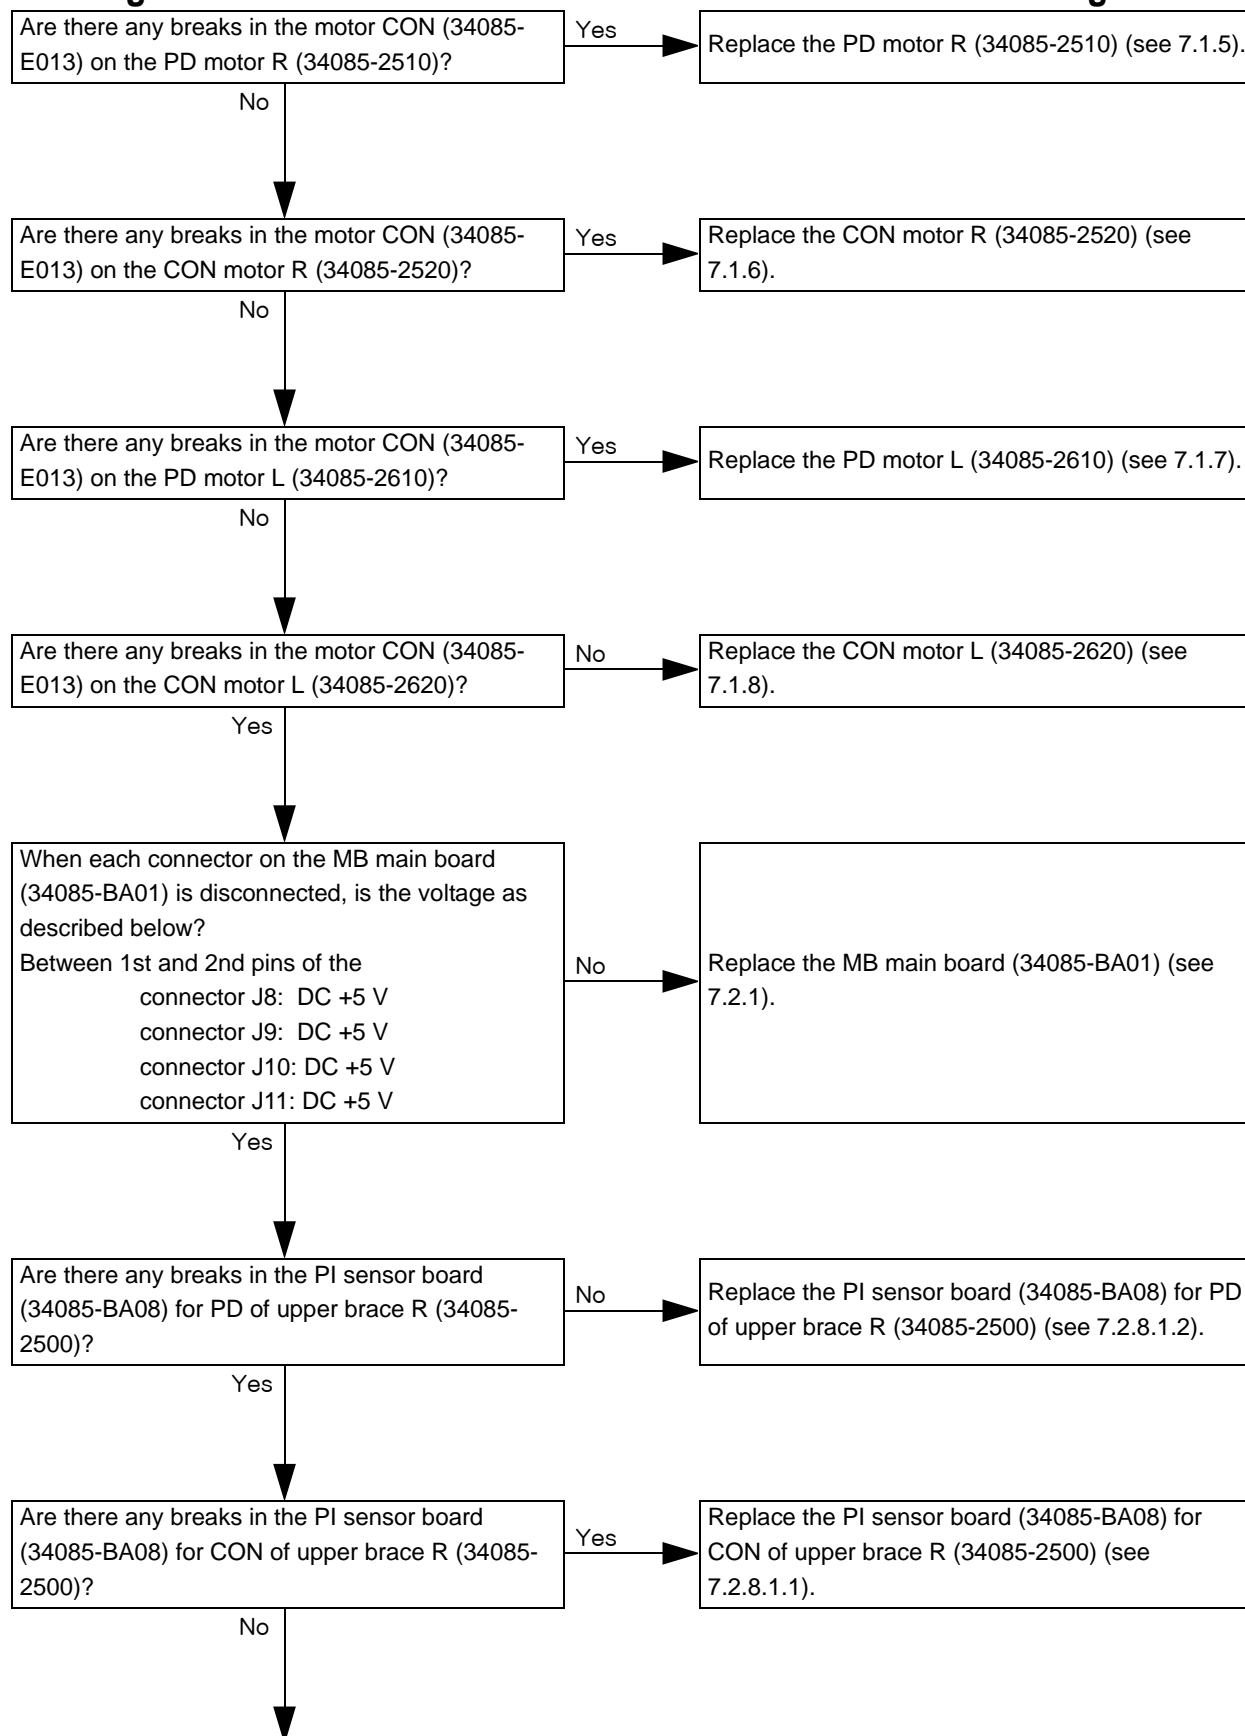 Are there any breaks in the motor CON (34085-
E013) on the PD motor R (34085-2510)?
Yes
Replace the PD motor R (34085-2510) (see 7.1.5).
No
Are there any breaks in the motor CON (34085-
E013) on the CON motor R (34085-2520)?
Yes
Replace the CON motor R (34085-2520) (see
7.1.6).
No
Are there any breaks in the motor CON (34085-
E013) on the PD motor L (34085-2610)?
Yes
Replace the PD motor L (34085-2610) (see 7.1.7).
No
Are there any breaks in the motor CON (34085-
E013) on the CON motor L (34085-2620)?
No
Replace the CON motor L (34085-2620) (see
7.1.8).
Yes
When each connector on the MB main board
(34085-BA01) is disconnected, is the voltage as
described below?
Between 1st and 2nd pins of the
connector J8:  DC +5 V
connector J9:  DC +5 V
connector J10: DC +5 V
connector J11: DC +5 V
No
Replace the MB main board (34085-BA01) (see
7.2.1).
Yes
Are there any breaks in the PI sensor board
(34085-BA08) for PD of upper brace R (34085-
2500)?
No
Replace the PI sensor board (34085-BA08) for PD
of upper brace R (34085-2500) (see 7.2.8.1.2).
Yes
Are there any breaks in the PI sensor board
(34085-BA08) for CON of upper brace R (34085-
2500)?
Yes
Replace the PI sensor board (34085-BA08) for
CON of upper brace R (34085-2500) (see
7.2.8.1.1).
No